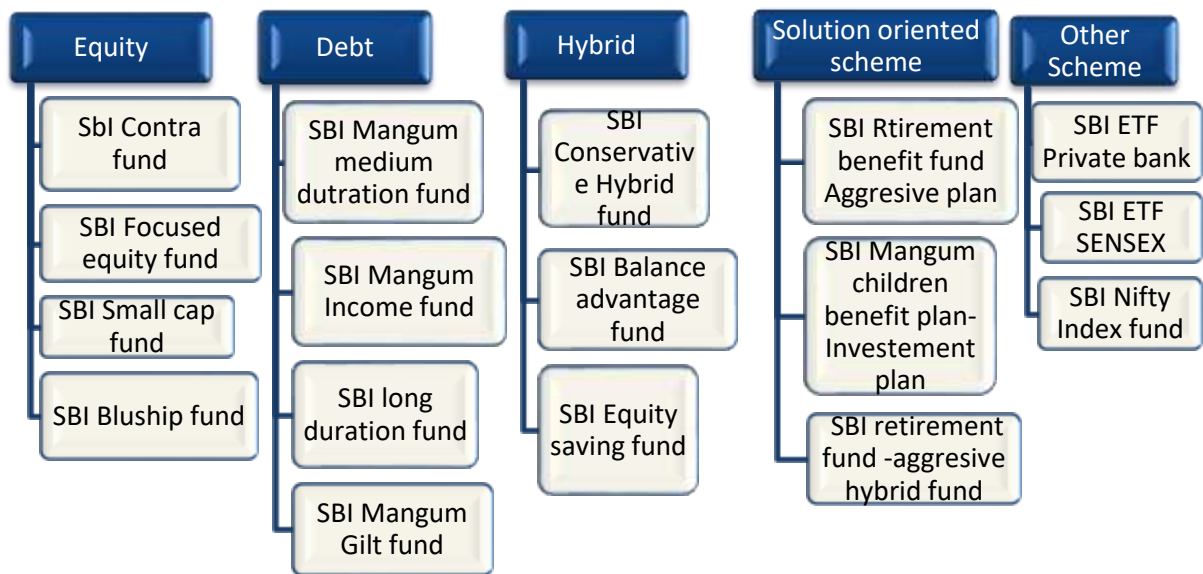 Equity
SbI Contra
fund
SBI Focused
equity fund
SBI Small cap
fund
SBI Bluship fund
Debt
SBI Mangum
medium
dutration fund
SBI Mangum
Income fund
SBI long
duration fund
SBI Mangum
Gilt fund
Hybrid
SBI
Conservativ
e Hybrid
fund
SBI Balance
advantage
fund
SBI Equity
saving fund
Solution oriented
scheme
SBI Rtirement
benefit fund
Aggresive plan
SBI Mangum
children
benefit plan-
Investement
plan
SBI retirement
fund -aggresive
hybrid fund
Other
Scheme
SBI ETF
Private bank
SBI ETF
SENSEX
SBI Nifty
Index fund